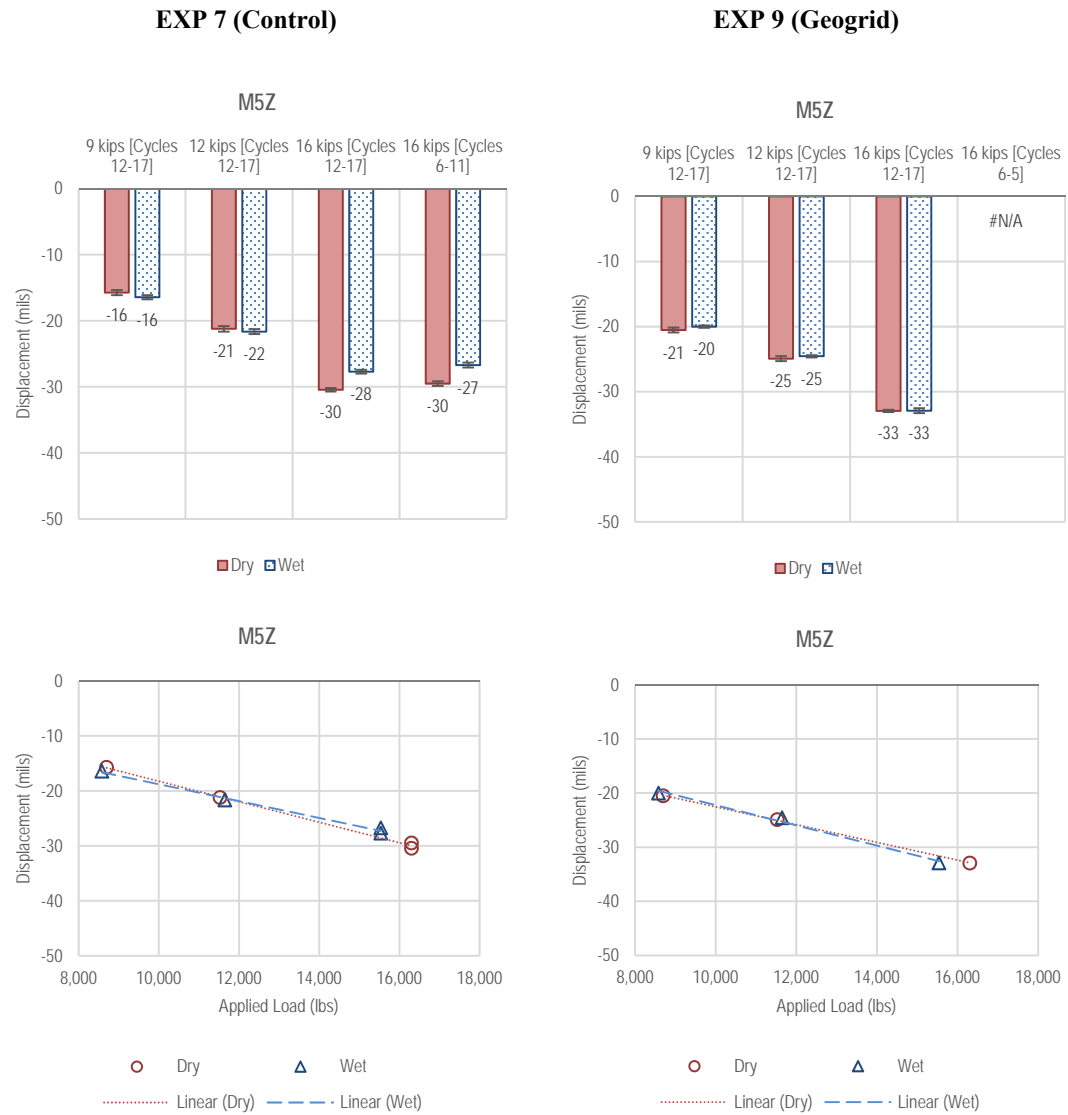 EXP 7 (Control)
EXP 9 (Geogrid)
M5Z
9 kips [Cycles 12 kips [Cycles 16 kips [Cycles 16 kips [Cycles
12-17] 12-17] 12-17] 6-11]
0
-10
-20
-30
-40
-50
Displacement (mils)
-16 -16
-21 -22
-30 -28
-30 -27
Dry Wet
M5Z
9 kips [Cycles 12 kips [Cycles 16 kips [Cycles 16 kips [Cycles
12-17] 12-17] 12-17] 6-5]
0
-10
-20
-30
-40
-50
Displacement (mils)
#N/A
-21 -20
-25 -25
-33 -33
Dry Wet
M5Z
0
-10
-20
-30
-40
-50
Displacement (mils)
8,000 10,000 12,000 14,000 16,000 18,000
Applied Load (lbs)
Dry Wet
Linear (Dry) Linear (Wet)
M5Z
0
-10
-20
-30
-40
-50
Displacement (mils)
8,000 10,000 12,000 14,000 16,000 18,000
Applied Load (lbs)
Dry Wet
Linear (Dry) Linear (Wet)